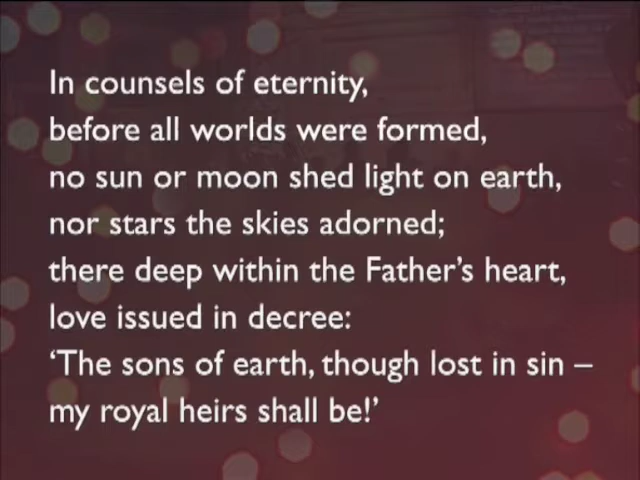 In counsels of eternity,
before all worlds were formed,
no sun or moon shed light on earth,
nor stars the skies adorned;
there deep within the Father’s heart,
love issued in decree:
‘The sons of earth, though lost in sin –
my royal heirs shall be!’